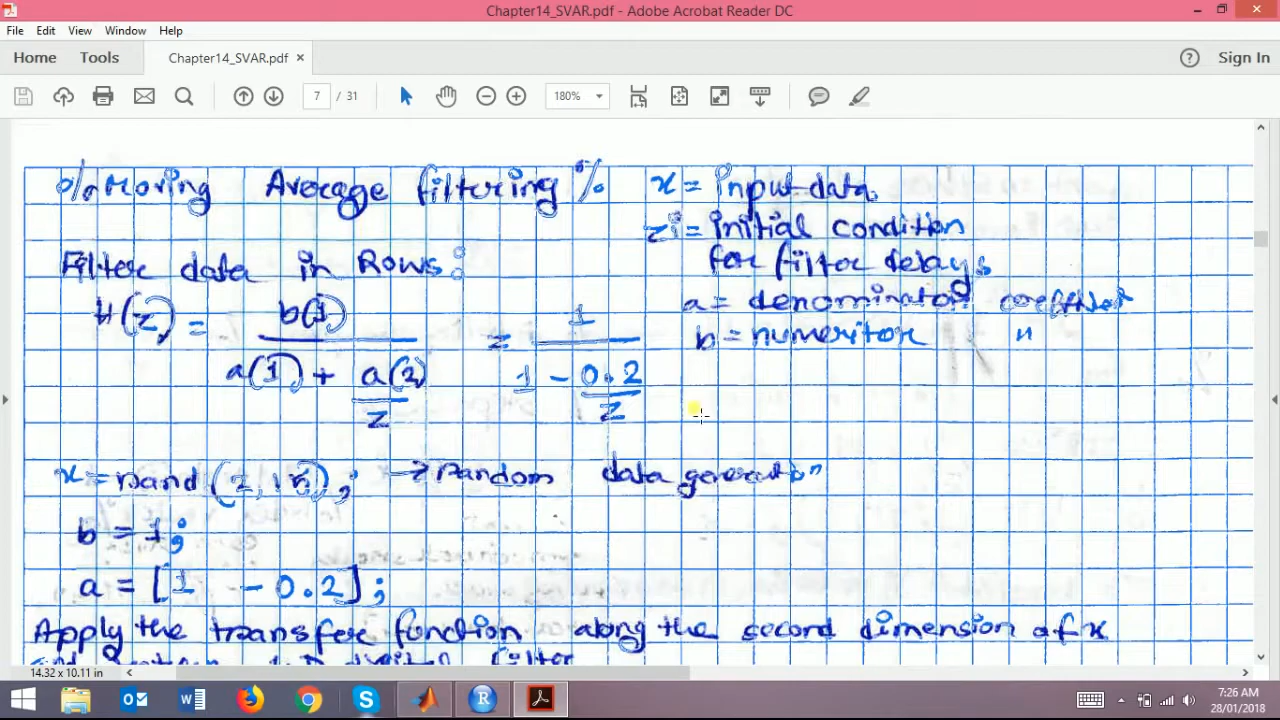 Chapter14_SVAR.pdf - Adobe Acrobat Reader DC
File Edit View Window Help
Home Tools Chapter14_SVAR.pdf × Sign In
7 / 31 180%
% Moving Average filtering %
x = input data
zi = initial condition
for filter delays
a = denominator coefficient
b = numeritor "
Filter data in Rows:
H(z) = b(1) / (a(1) + a(2)/z) = 1 / (1 - 0.2/z)
x = rand (2, 15); → Random data generation
b = 1;
a = [1 -0.2];
Apply the transfer function along the second dimension of x
14.32 x 10.11 in
7:26 AM
28/01/2018